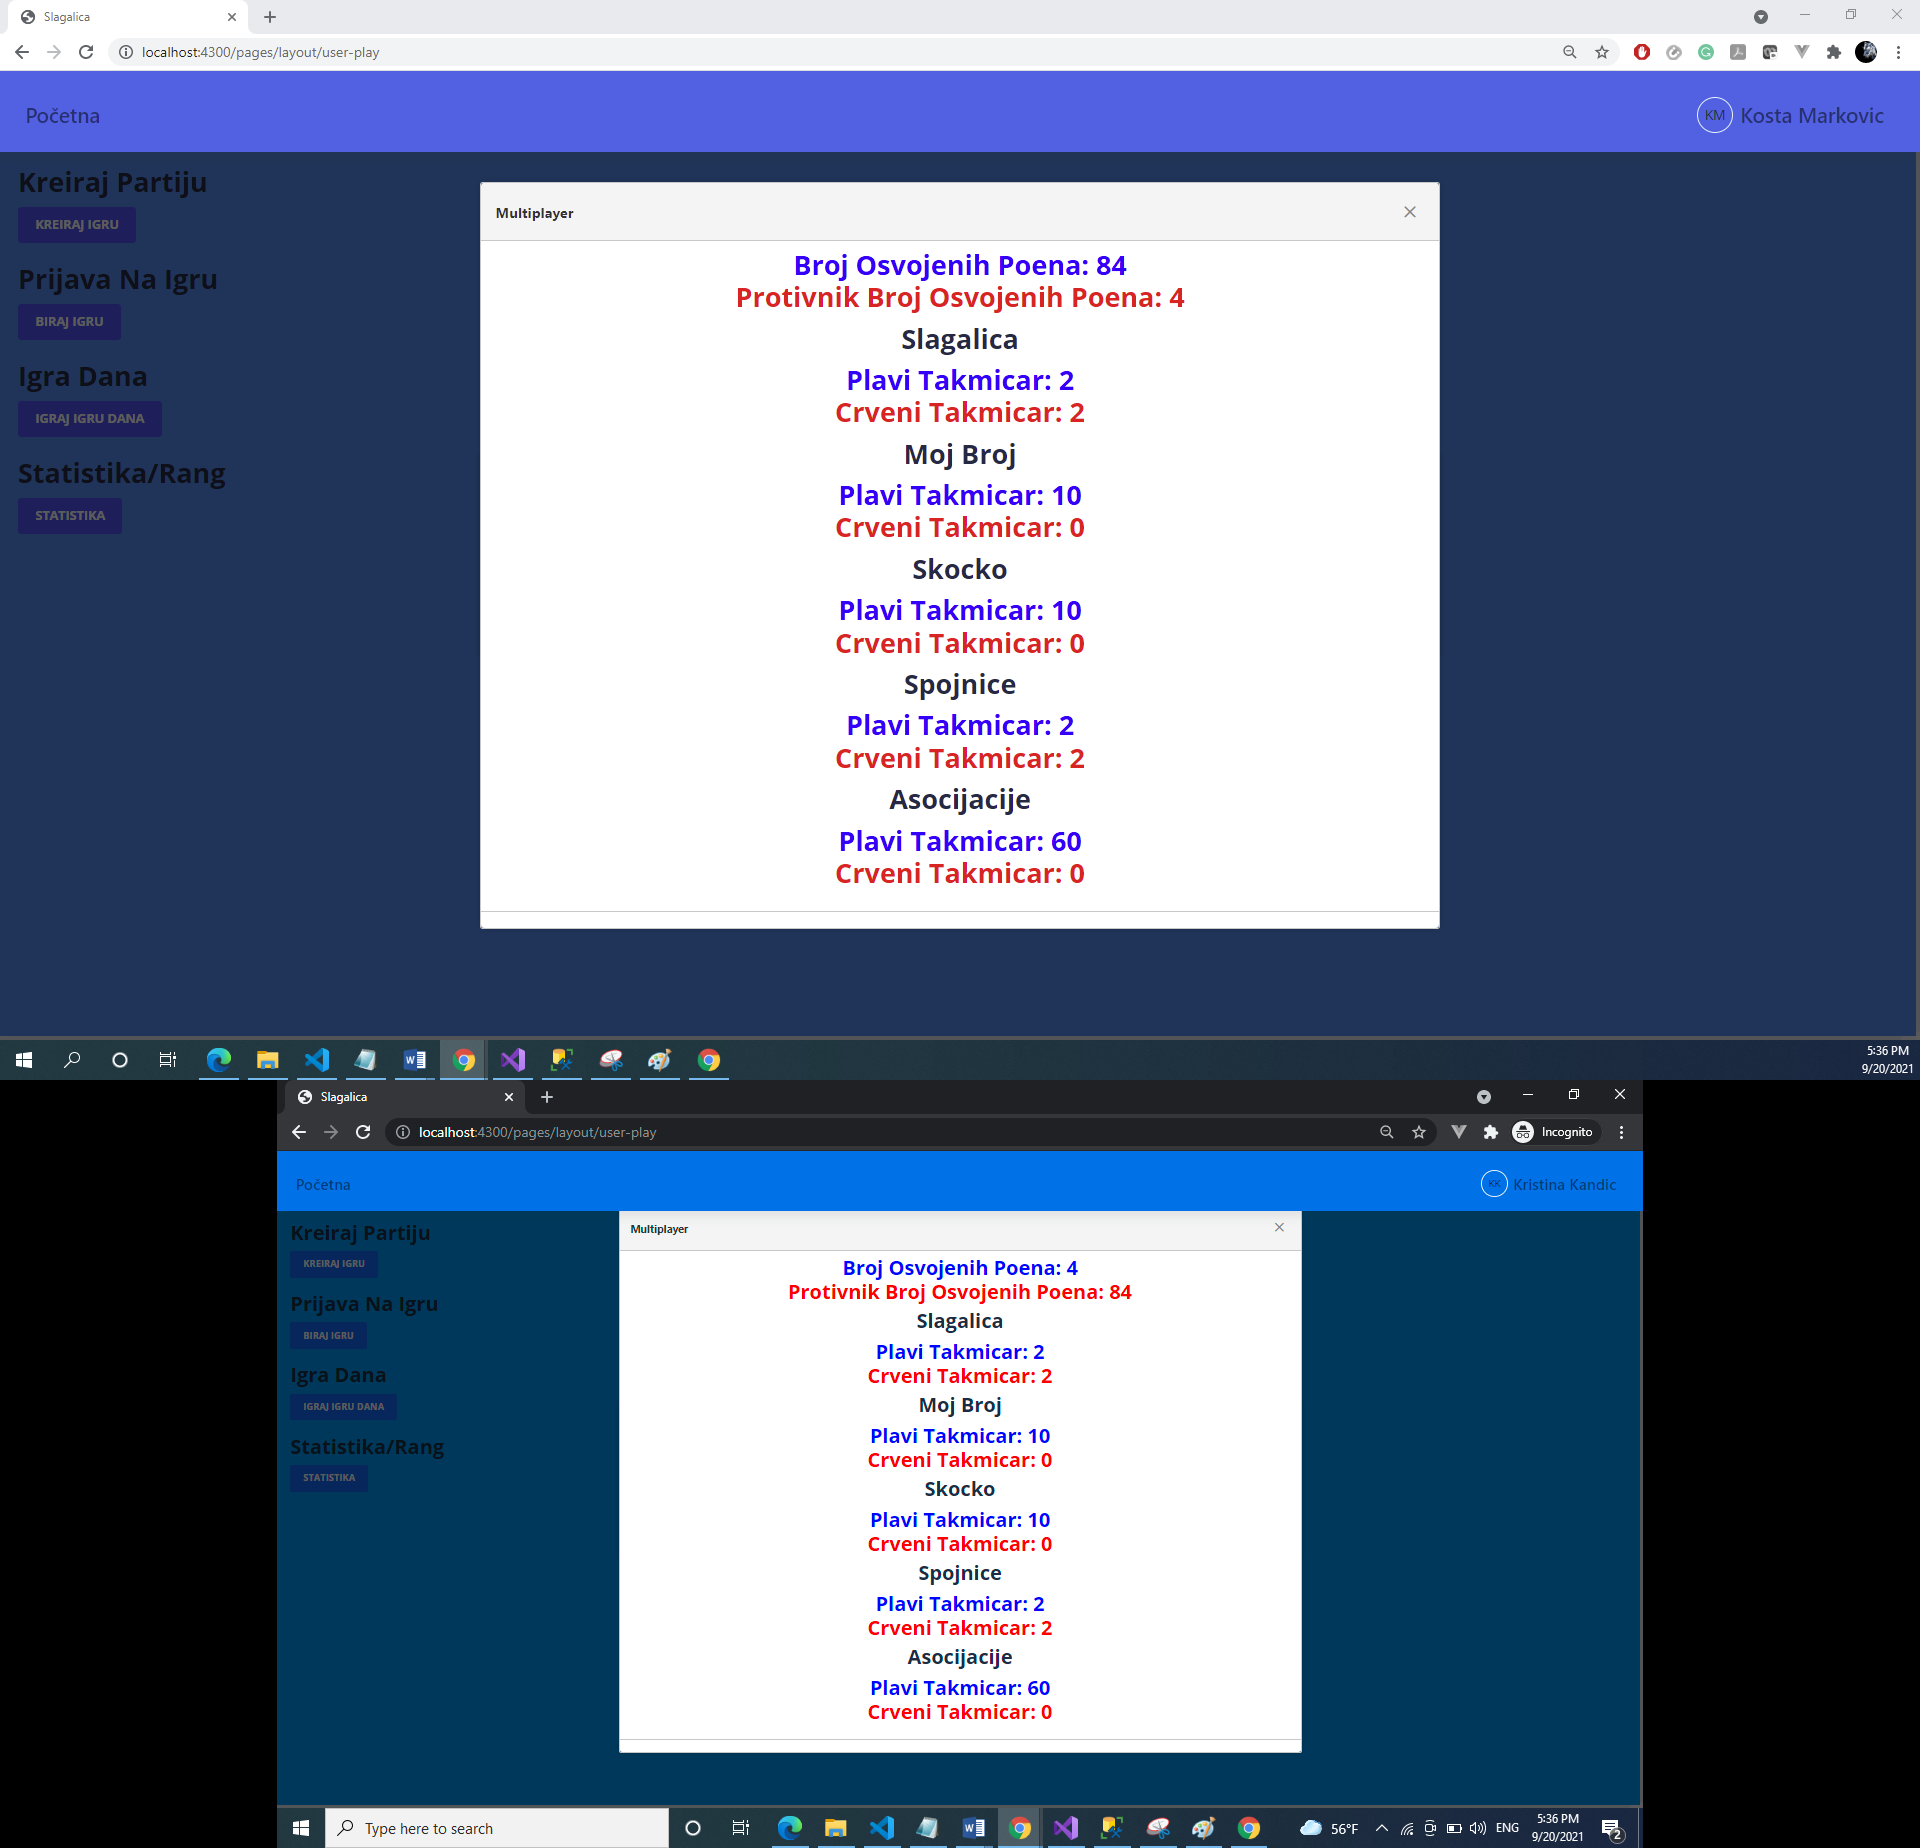 Slagalica
localhost:4300/pages/layout/user-play
Početna
KM Kosta Markovic
Kreiraj Partiju
KREIRAJ IGRU
Prijava Na Igru
BIRAJ IGRU
Igra Dana
IGRAJ IGRU DANA
Statistika/Rang
STATISTIKA
Multiplayer
Broj Osvojenih Poena: 84
Protivnik Broj Osvojenih Poena: 4
Slagalica
Plavi Takmicar: 2
Crveni Takmicar: 2
Moj Broj
Plavi Takmicar: 10
Crveni Takmicar: 0
Skocko
Plavi Takmicar: 10
Crveni Takmicar: 0
Spojnice
Plavi Takmicar: 2
Crveni Takmicar: 2
Asocijacije
Plavi Takmicar: 60
Crveni Takmicar: 0
5:36 PM
9/20/2021
Slagalica
localhost:4300/pages/layout/user-play
Incognito
Početna
KK Kristina Kandic
Kreiraj Partiju
KREIRAJ IGRU
Prijava Na Igru
BIRAJ IGRU
Igra Dana
IGRAJ IGRU DANA
Statistika/Rang
STATISTIKA
Multiplayer
Broj Osvojenih Poena: 4
Protivnik Broj Osvojenih Poena: 84
Slagalica
Plavi Takmicar: 2
Crveni Takmicar: 2
Moj Broj
Plavi Takmicar: 10
Crveni Takmicar: 0
Skocko
Plavi Takmicar: 10
Crveni Takmicar: 0
Spojnice
Plavi Takmicar: 2
Crveni Takmicar: 2
Asocijacije
Plavi Takmicar: 60
Crveni Takmicar: 0
Type here to search
56°F
ENG
5:36 PM
9/20/2021
2